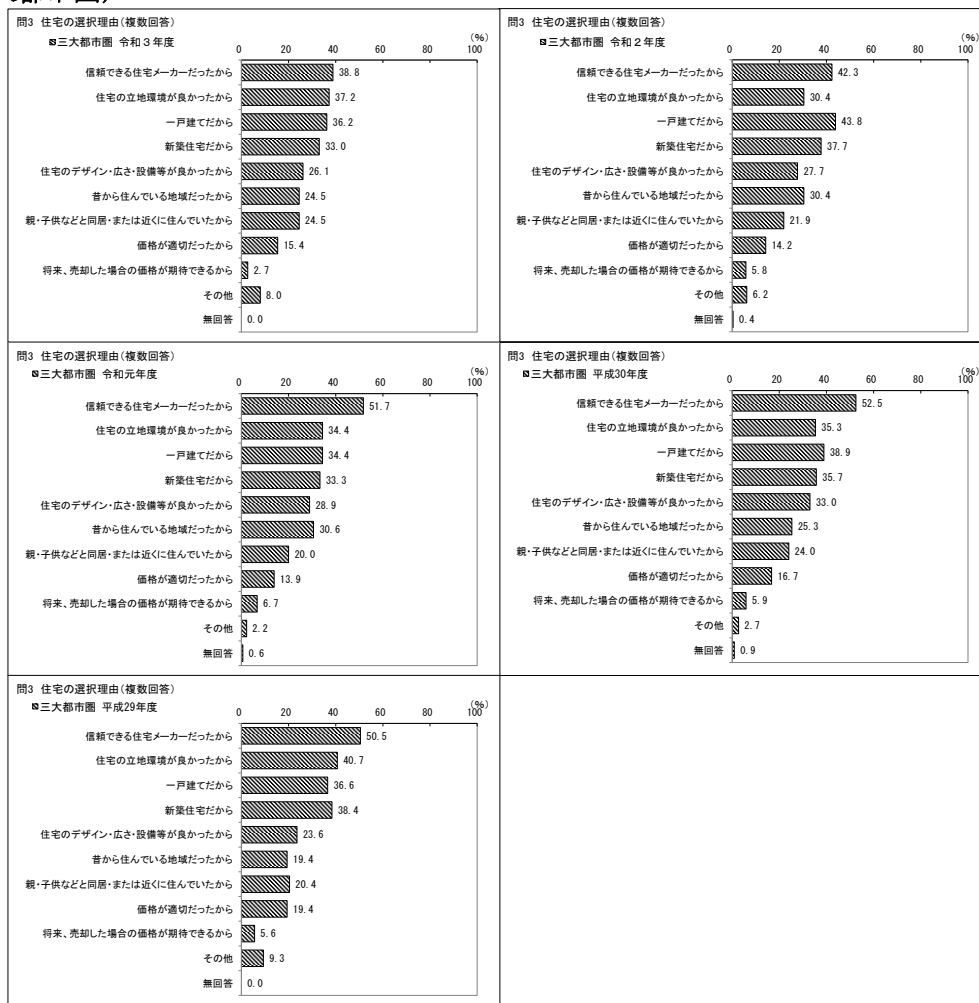 問3 住宅の選択理由（複数回答）
三大都市圏 令和３年度
(%)
0 20 40 60 80 100
信頼できる住宅メーカーだったから 38.8
住宅の立地環境が良かったから 37.2
一戸建てだから 36.2
新築住宅だから 33.0
住宅のデザイン・広さ・設備等が良かったから 26.1
昔から住んでいる地域だったから 24.5
親・子供などと同居・または近くに住んでいたから 24.5
価格が適切だったから 15.4
将来、売却した場合の価格が期待できるから 2.7
その他 8.0
無回答 0.0
問3 住宅の選択理由（複数回答）
三大都市圏 令和２年度
(%)
0 20 40 60 80 100
信頼できる住宅メーカーだったから 42.3
住宅の立地環境が良かったから 30.4
一戸建てだから 43.8
新築住宅だから 37.7
住宅のデザイン・広さ・設備等が良かったから 27.7
昔から住んでいる地域だったから 30.4
親・子供などと同居・または近くに住んでいたから 21.9
価格が適切だったから 14.2
将来、売却した場合の価格が期待できるから 5.8
その他 6.2
無回答 0.4
問3 住宅の選択理由（複数回答）
三大都市圏 令和元年度
(%)
0 20 40 60 80 100
信頼できる住宅メーカーだったから 51.7
住宅の立地環境が良かったから 34.4
一戸建てだから 34.4
新築住宅だから 33.3
住宅のデザイン・広さ・設備等が良かったから 28.9
昔から住んでいる地域だったから 30.6
親・子供などと同居・または近くに住んでいたから 20.0
価格が適切だったから 13.9
将来、売却した場合の価格が期待できるから 6.7
その他 2.2
無回答 0.6
問3 住宅の選択理由（複数回答）
三大都市圏 平成30年度
(%)
0 20 40 60 80 100
信頼できる住宅メーカーだったから 52.5
住宅の立地環境が良かったから 35.3
一戸建てだから 38.9
新築住宅だから 35.7
住宅のデザイン・広さ・設備等が良かったから 33.0
昔から住んでいる地域だったから 25.3
親・子供などと同居・または近くに住んでいたから 24.0
価格が適切だったから 16.7
将来、売却した場合の価格が期待できるから 5.9
その他 2.7
無回答 0.9
問3 住宅の選択理由（複数回答）
三大都市圏 平成29年度
(%)
0 20 40 60 80 100
信頼できる住宅メーカーだったから 50.5
住宅の立地環境が良かったから 40.7
一戸建てだから 36.6
新築住宅だから 38.4
住宅のデザイン・広さ・設備等が良かったから 23.6
昔から住んでいる地域だったから 19.4
親・子供などと同居・または近くに住んでいたから 20.4
価格が適切だったから 19.4
将来、売却した場合の価格が期待できるから 5.6
その他 9.3
無回答 0.0